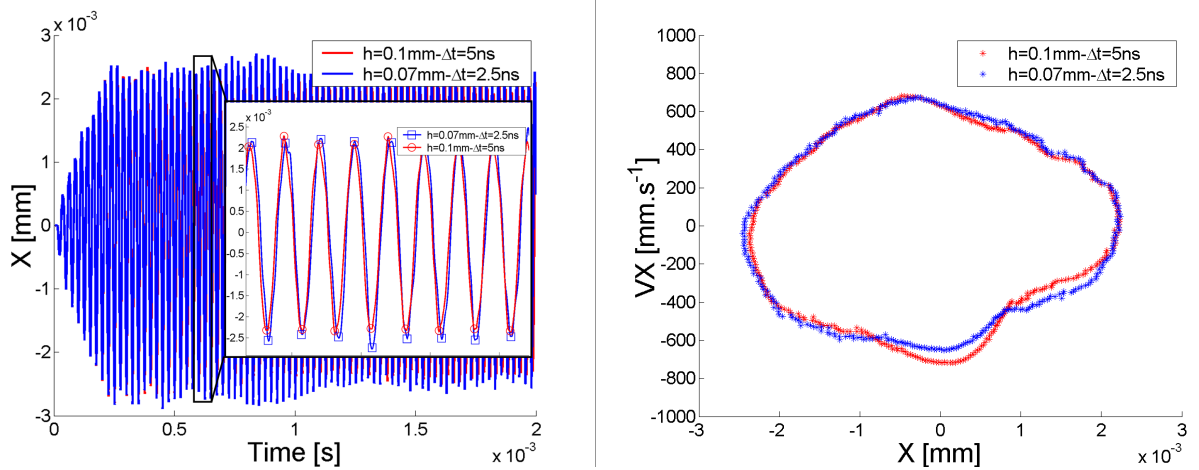 x 10⁻³
3
2
1
0
-1
-2
-3
X [mm]
0
0.5
1
1.5
2
x 10⁻³
Time [s]
h=0.1mm-Δt=5ns
h=0.07mm-Δt=2.5ns
x 10⁻³
2.5
2
1.5
1
0.5
0
-0.5
-1
-1.5
-2
-2.5
h=0.07mm-Δt=2.5ns
h=0.1mm-Δt=5ns
1000
800
600
400
200
0
-200
-400
-600
-800
-1000
VX [mm.s⁻¹]
-3
-2
-1
0
1
2
3
x 10⁻³
X [mm]
h=0.1mm-Δt=5ns
h=0.07mm-Δt=2.5ns